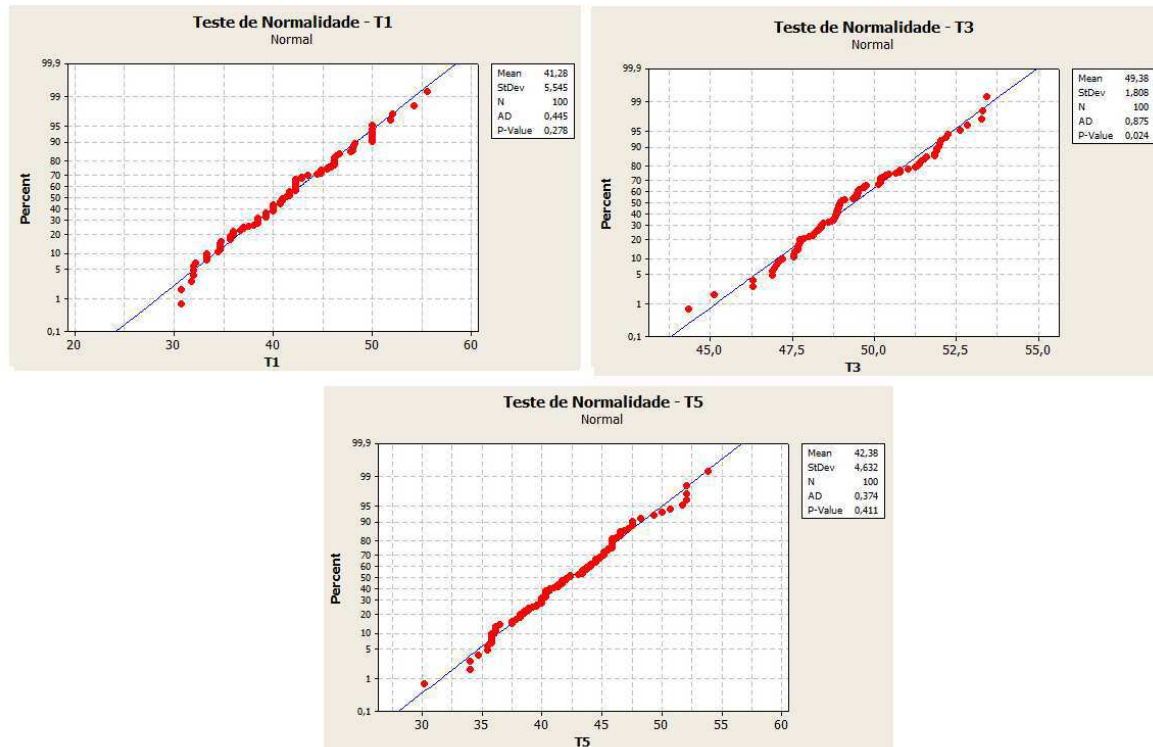 Teste de Normalidade - T1
Normal
99,9
99
95
90
80
70
60
50
40
30
20
10
5
1
0,1
Percent
20 30 40 50 60
T1
Mean 41,28
StDev 5,545
N 100
AD 0,445
P-Value 0,278
Teste de Normalidade - T3
Normal
99,9
99
95
90
80
70
60
50
40
30
20
10
5
1
0,1
Percent
45,0 47,5 50,0 52,5 55,0
T3
Mean 49,38
StDev 1,808
N 100
AD 0,875
P-Value 0,024
Teste de Normalidade - T5
Normal
99,9
99
95
90
80
70
60
50
40
30
20
10
5
1
0,1
Percent
30 35 40 45 50 55 60
T5
Mean 42,38
StDev 4,632
N 100
AD 0,374
P-Value 0,411